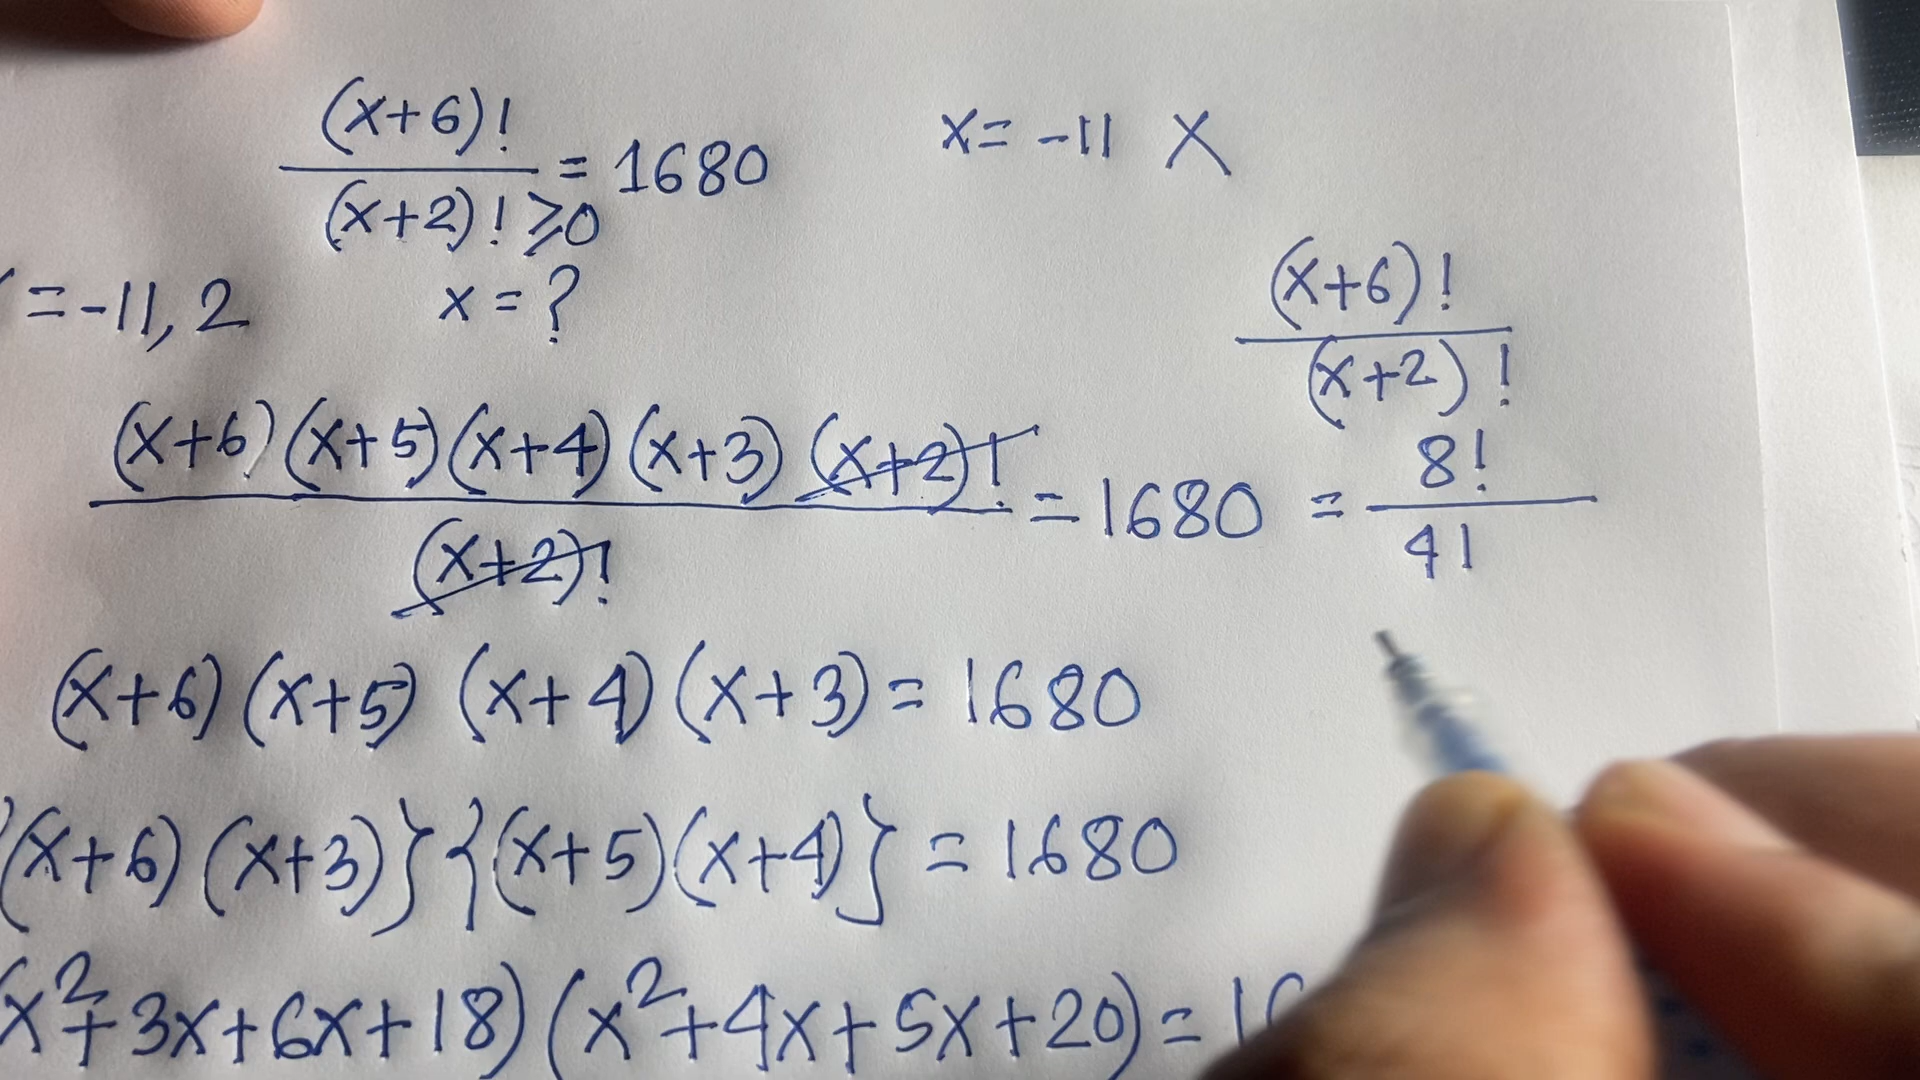 (x+6)!
(x+2)! ≥0
= 1680
x = -11 X
= -11, 2
x = ?
(x+6)!
(x+2)!
(x+6)(x+5)(x+4)(x+3)(x+2)!
(x+2)!
= 1680 =
8!
4!
(x+6)(x+5)(x+4)(x+3) = 1680
(x+6)(x+3)}{(x+5)(x+4)} = 1680
(x²+3x+6x+18)(x²+4x+5x+20) =